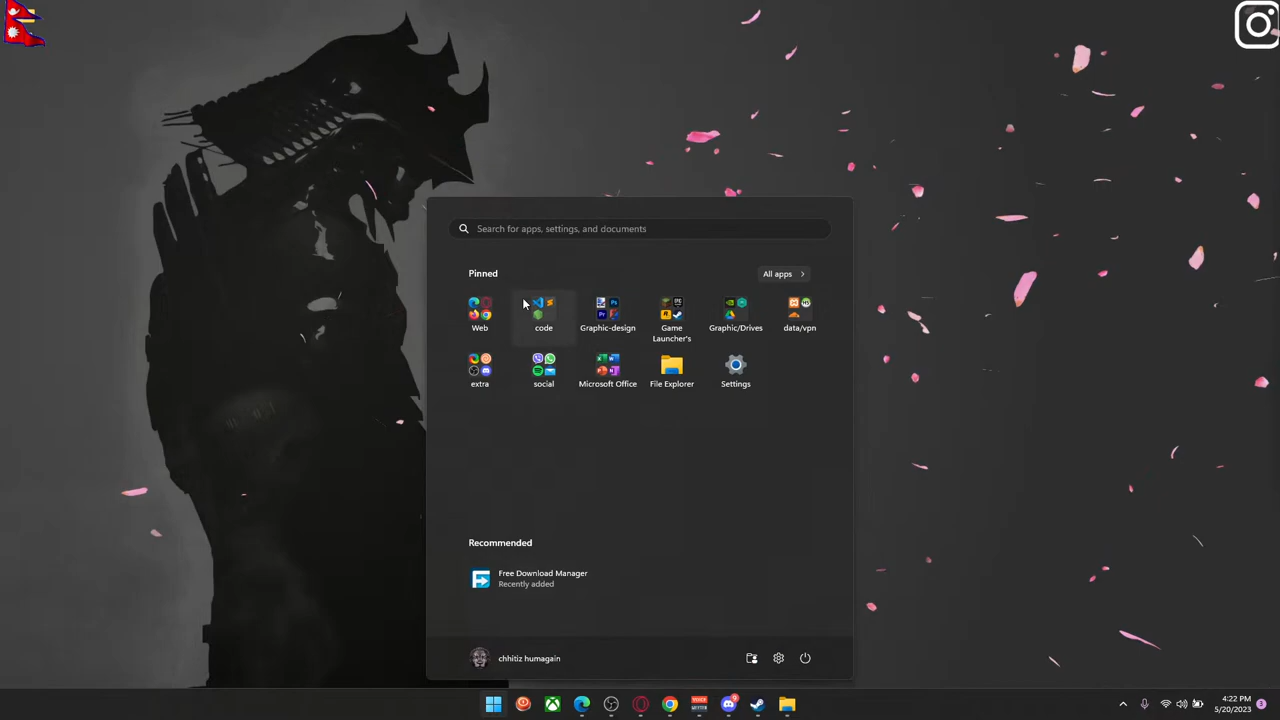 Search for apps, settings, and documents
Pinned
All apps
Web
code
Graphic-design
Game Launcher's
Graphic/Drives
data/vpn
extra
social
Microsoft Office
File Explorer
Settings
Recommended
Free Download Manager
Recently added
chhitiz humagain
9
4:22 PM
5/20/2023
3